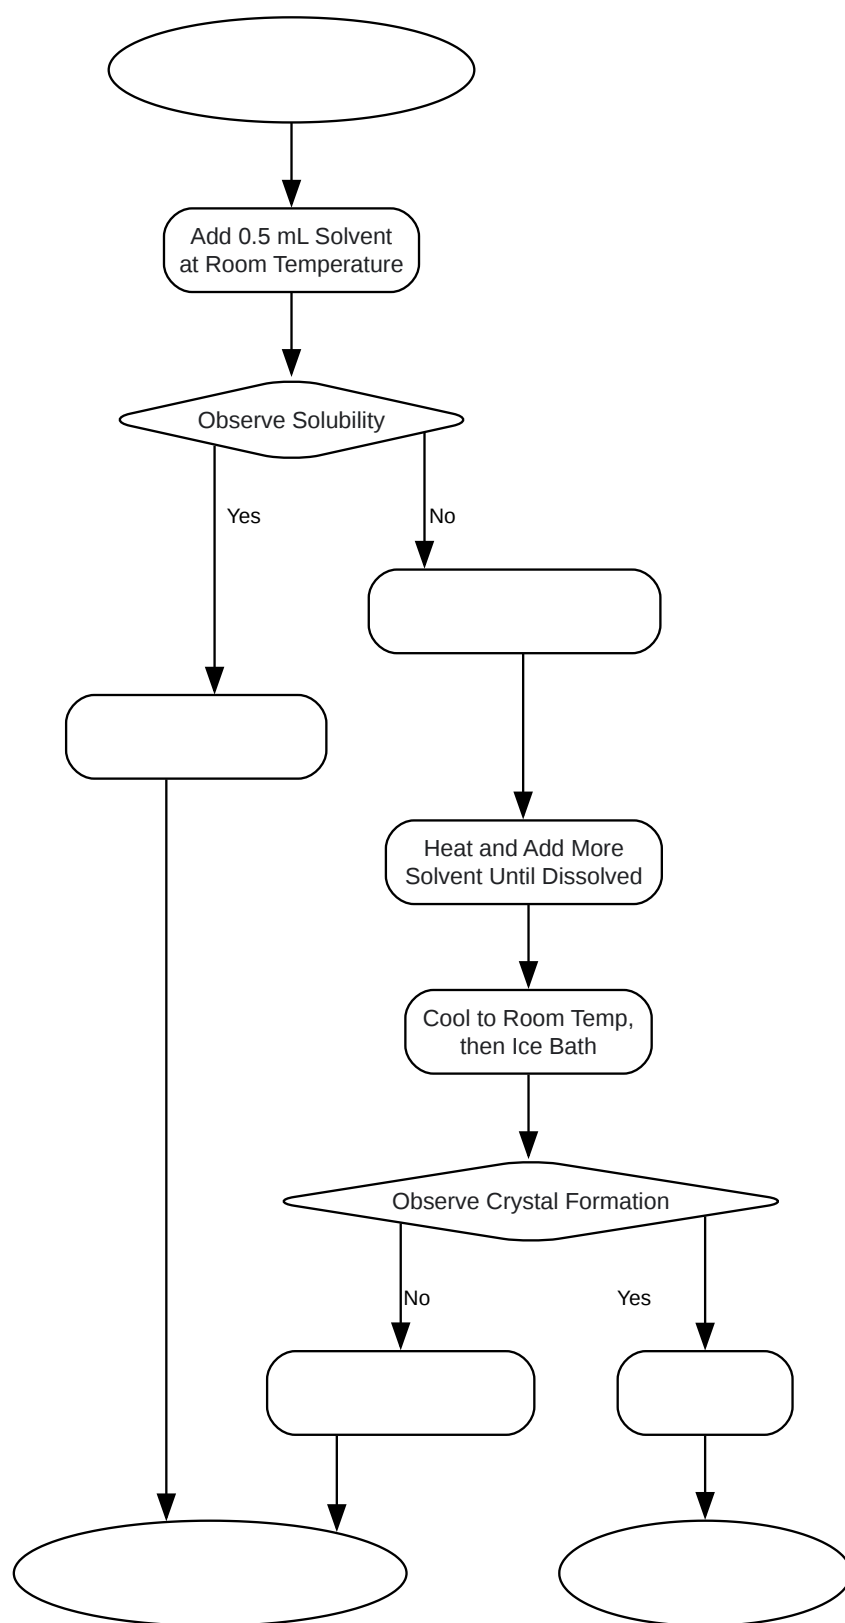 Add 0.5 mL Solvent
at Room Temperature
Observe Solubility
Yes
No
Heat and Add More
Solvent Until Dissolved
Cool to Room Temp,
then Ice Bath
Observe Crystal Formation
No
Yes